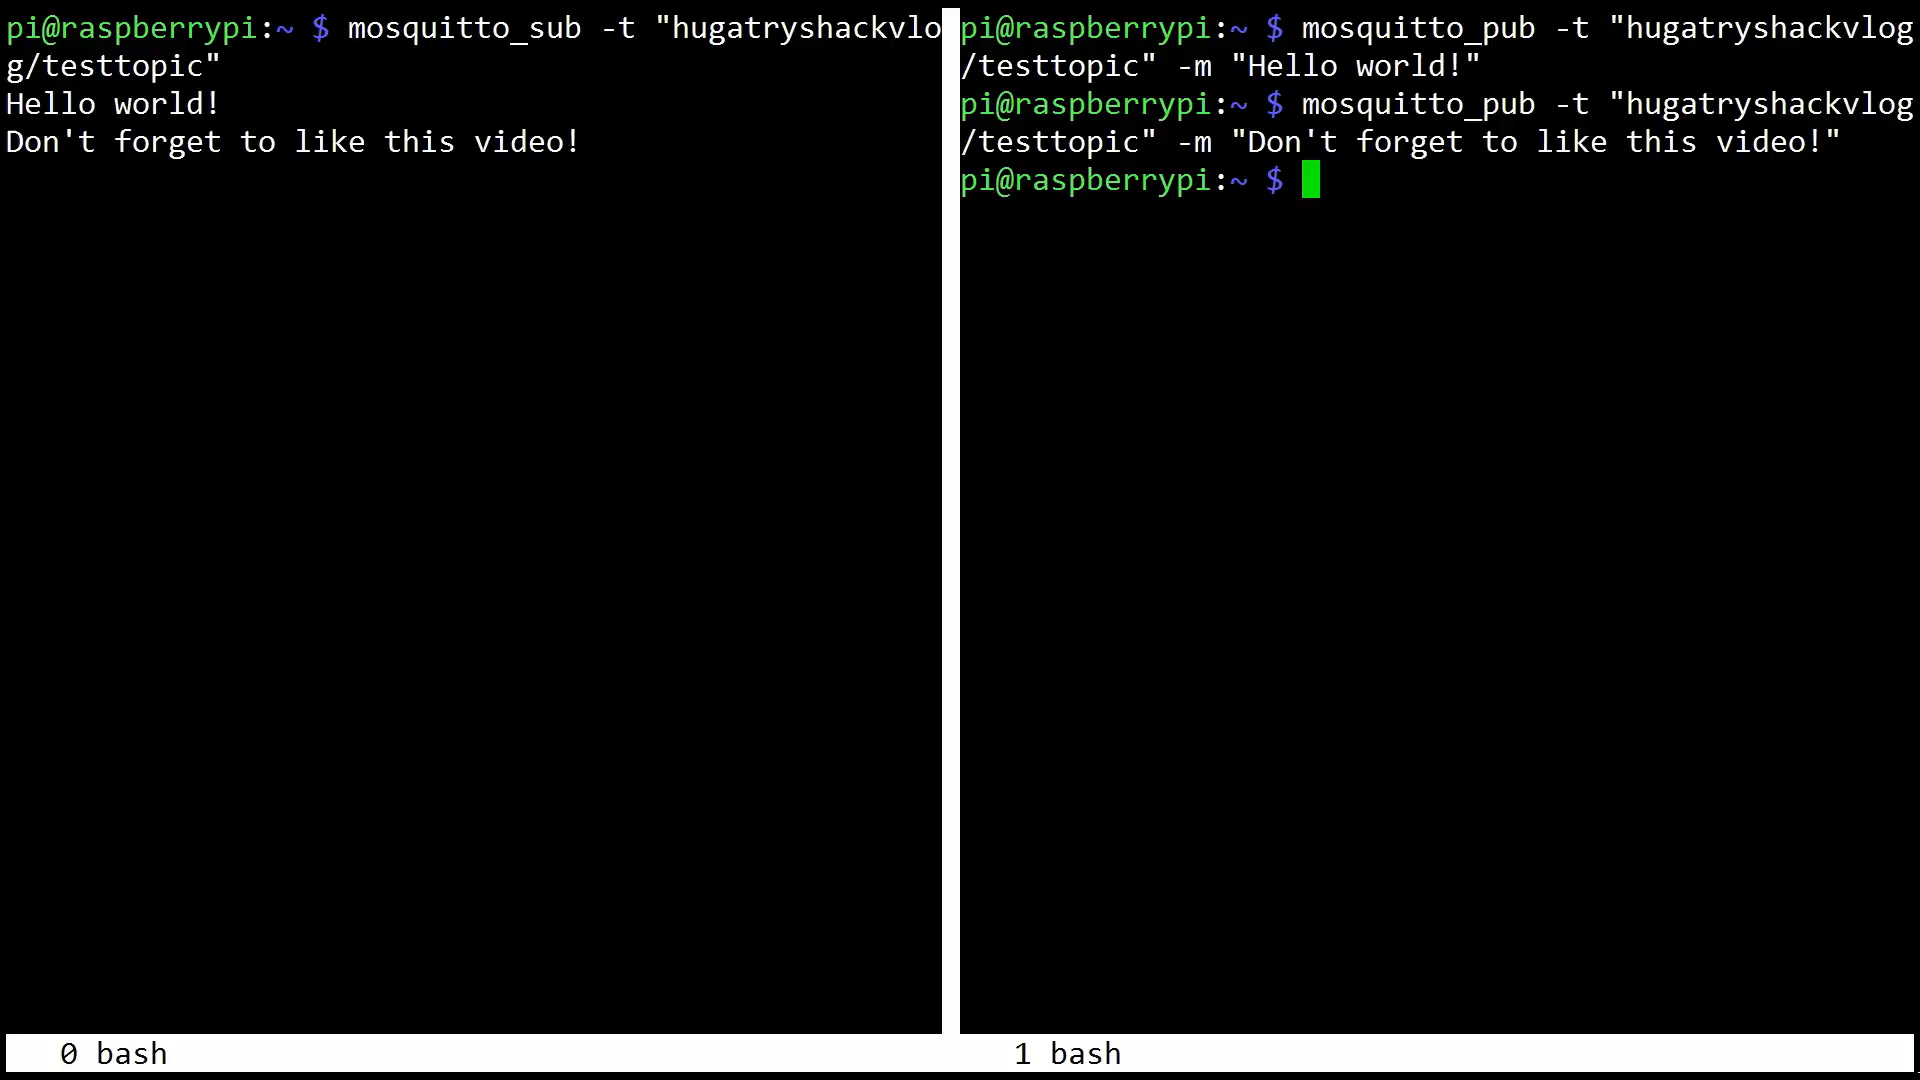 pi@raspberrypi:~ $ mosquitto_sub -t "hugatryshackvlo
g/testtopic"
Hello world!
Don't forget to like this video!
pi@raspberrypi:~ $ mosquitto_pub -t "hugatryshackvlog
/testtopic" -m "Hello world!"
pi@raspberrypi:~ $ mosquitto_pub -t "hugatryshackvlog
/testtopic" -m "Don't forget to like this video!"
pi@raspberrypi:~ $
0 bash
1 bash